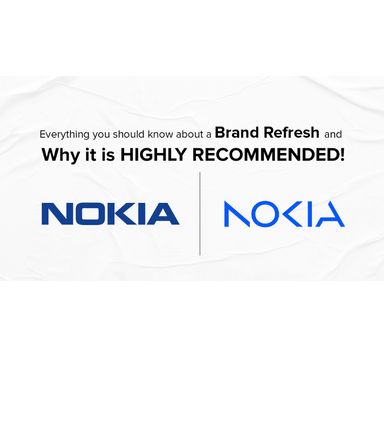 Everything you should know about a Brand Refresh and
Why it is HIGHLY RECOMMENDED!
NOKIA
NOKIA